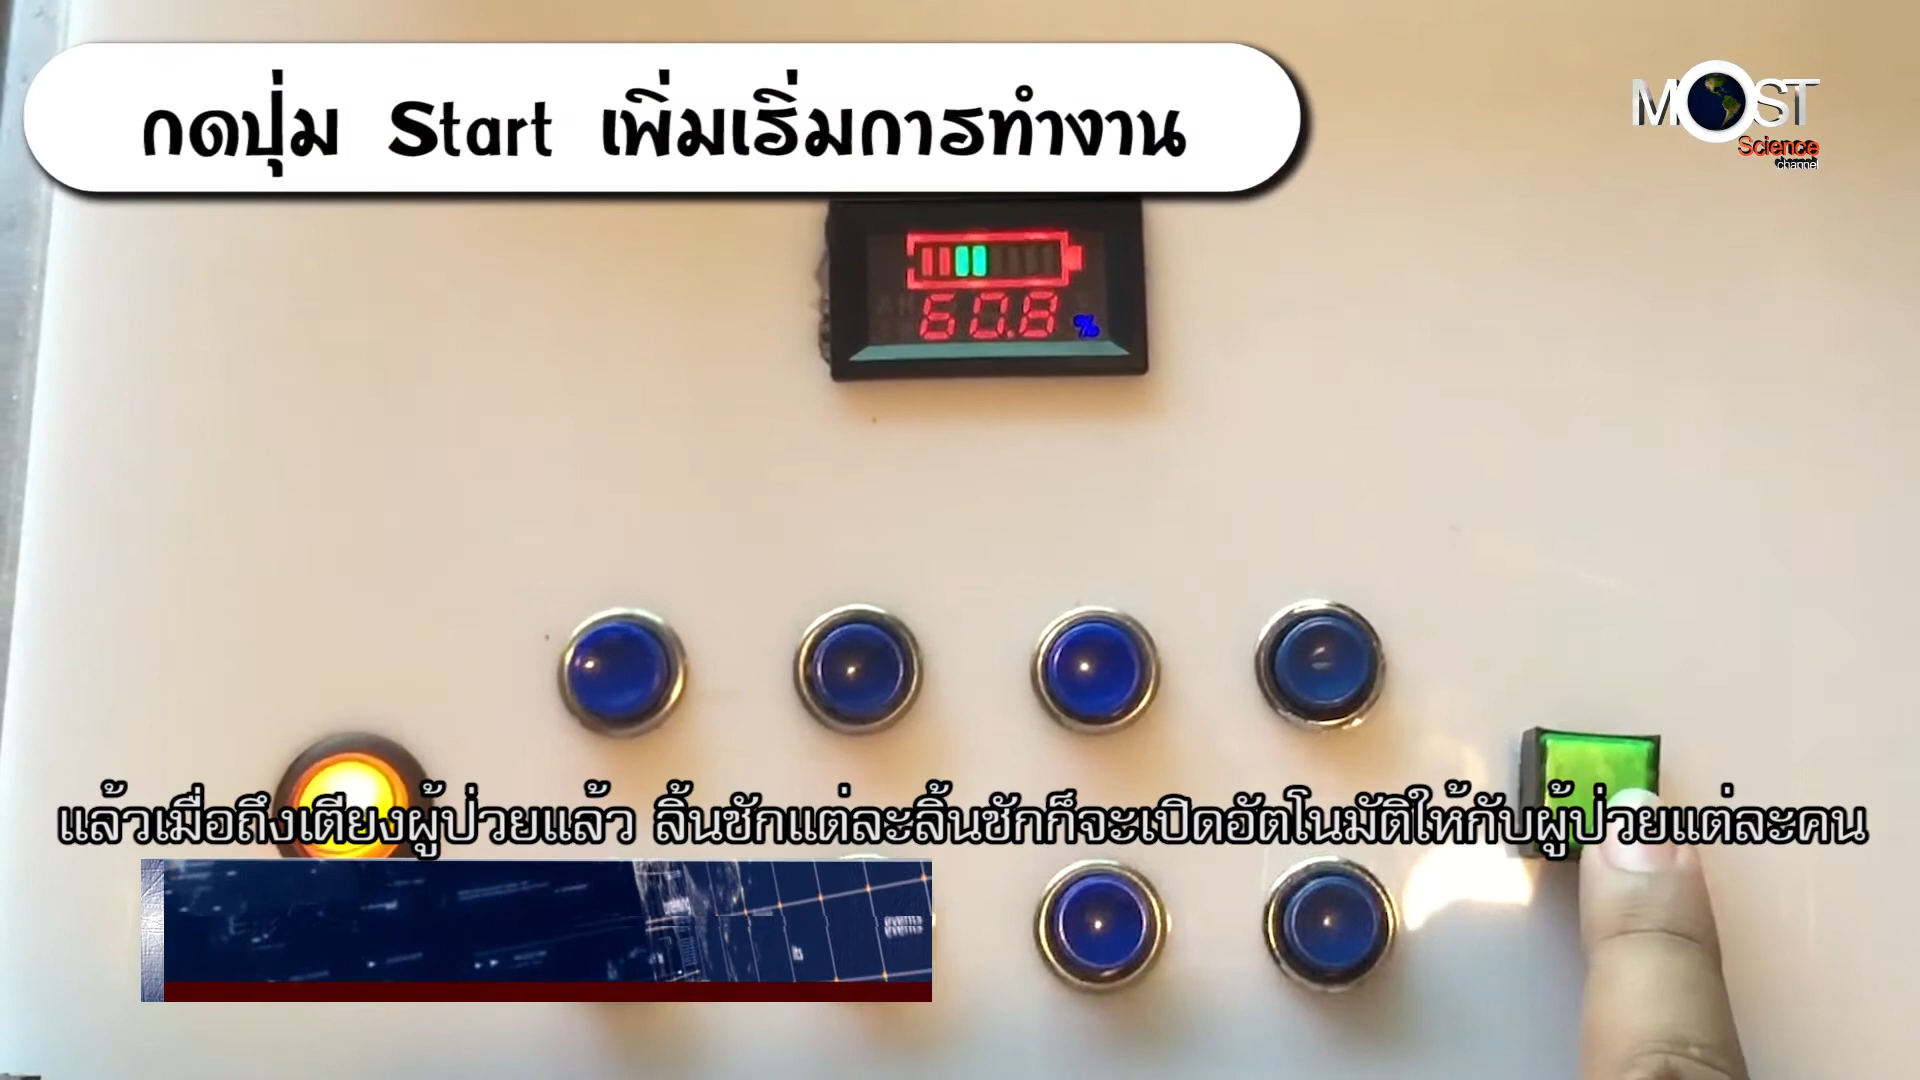 กดปุ่ม Start เพิ่มเริ่มการทำงาน
MOST
Science
channel
60.8 %
แล้วเมื่อถึงเตียงผู้ป่วยแล้ว ลิ้นชักแต่ละลิ้นชักก็จะเปิดอัตโนมัติให้กับผู้ป่วยแต่ละคน